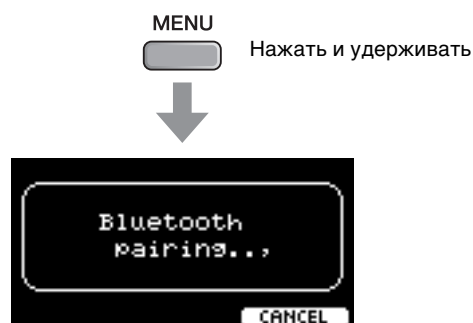 MENU
Нажать и удерживать
Bluetooth
pairing..,
CANCEL